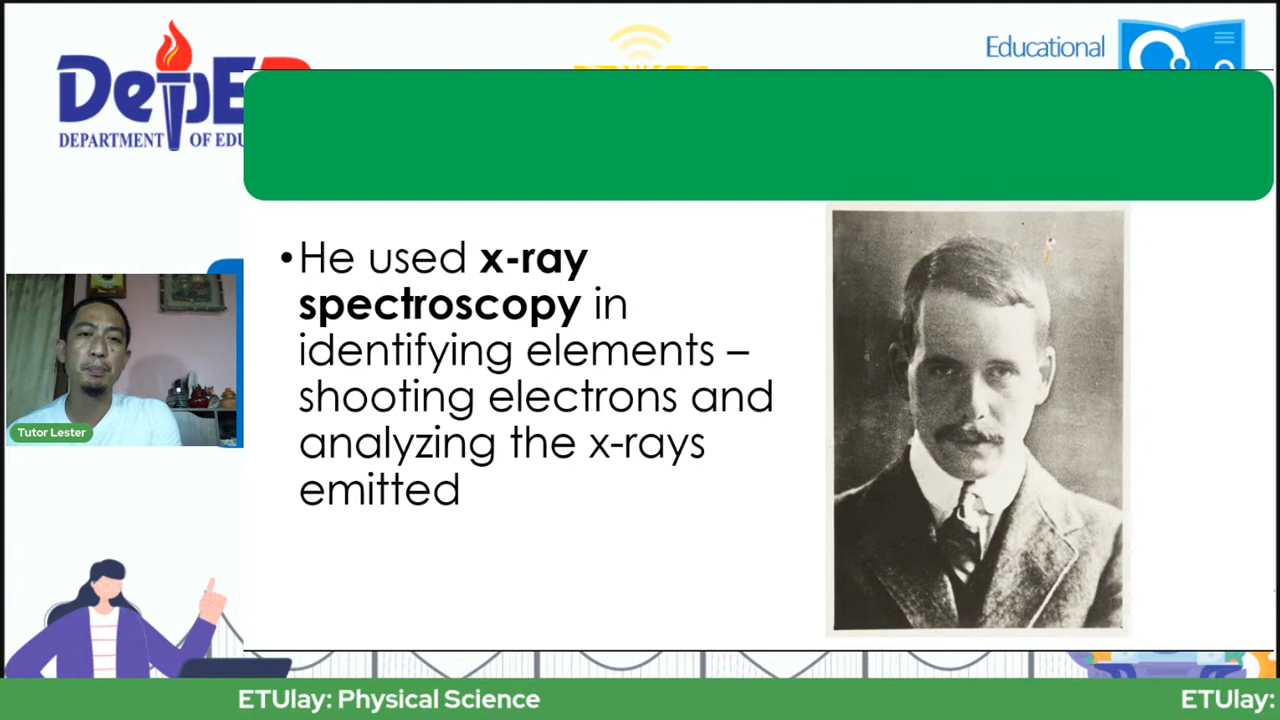 DepE
DEPARTMENT OF EDU
Educational
•He used x-ray
spectroscopy in
identifying elements –
shooting electrons and
analyzing the x-rays
emitted
Tutor Lester
ETUlay: Physical Science
ETUlay: